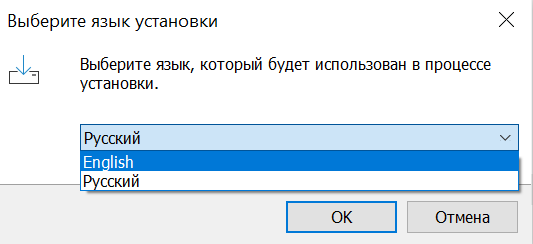 Выберите язык установки
Выберите язык, который будет использован в процессе
установки.
Русский
English
Русский
OK
Отмена